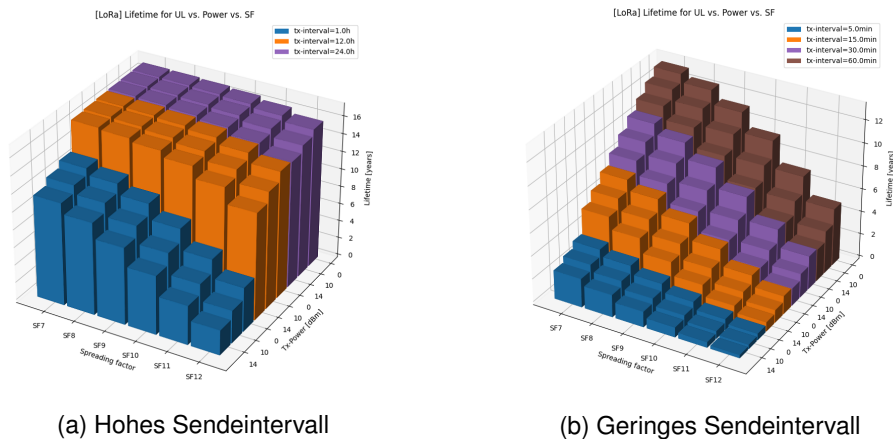 [LoRa] Lifetime for UL vs. Power vs. SF
tx-interval=1.0h
tx-interval=12.0h
tx-interval=24.0h
16
14
12
10
8
6
4
2
0
Lifetime [years]
SF7
SF8
SF9
SF10
SF11
SF12
Spreading factor
14
10
0
14
10
0
14
10
0
Tx-Power [dBm]
(a) Hohes Sendeintervall
[LoRa] Lifetime for UL vs. Power vs. SF
tx-interval=5.0min
tx-interval=15.0min
tx-interval=30.0min
tx-interval=60.0min
12
10
8
6
4
2
0
Lifetime [years]
SF7
SF8
SF9
SF10
SF11
SF12
Spreading factor
14
10
0
14
10
0
14
10
0
14
10
0
Tx-Power [dBm]
(b) Geringes Sendeintervall